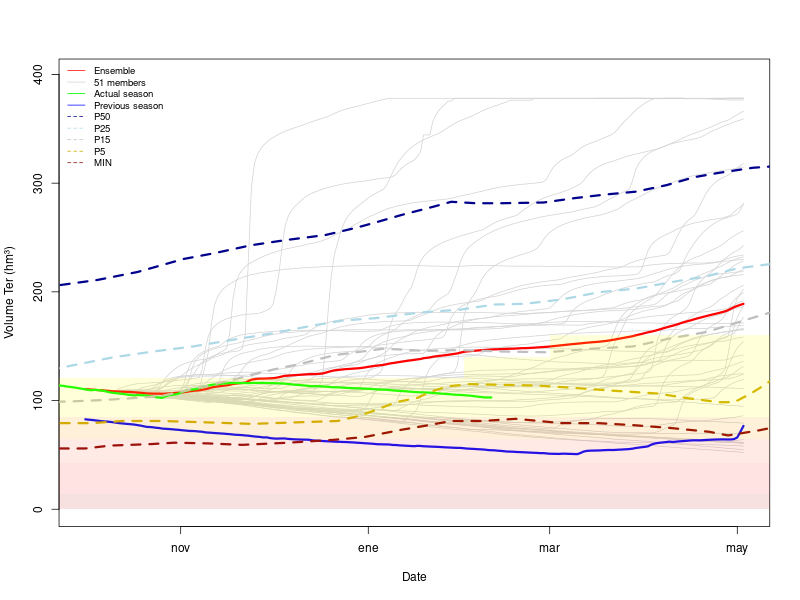 Ensemble
51 members
Actual season
Previous season
P50
P25
P15
P5
MIN
Volume Ter (hm³)
400
300
200
100
0
nov ene mar may
Date